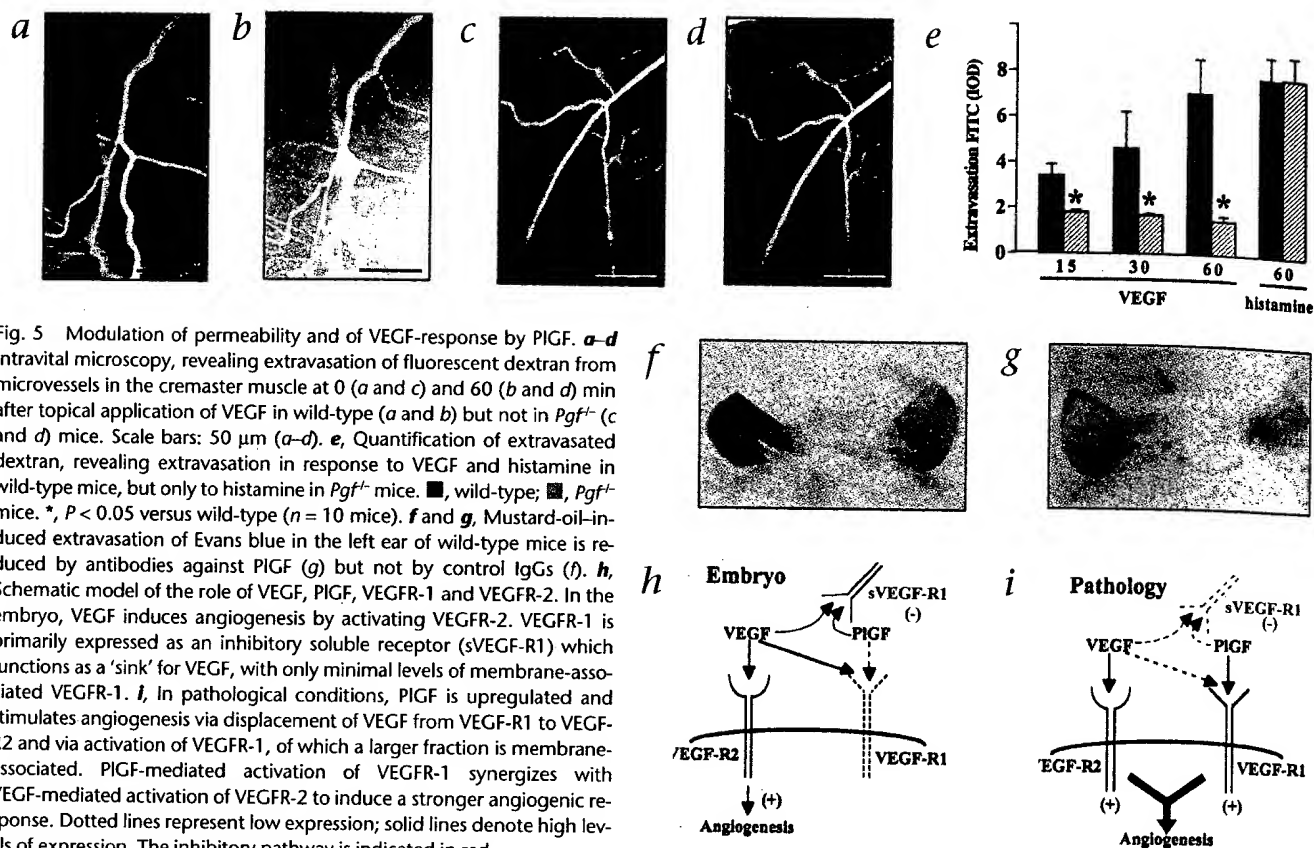 a
b
c
d
e
Extravasation FITC (IOD)
8
6
4
2
0
*
*
*
15 30 60 60
VEGF histamine
Fig. 5 Modulation of permeability and of VEGF-response by PlGF. a–d
ntravital microscopy, revealing extravasation of fluorescent dextran from
microvessels in the cremaster muscle at 0 (a and c) and 60 (b and d) min
after topical application of VEGF in wild-type (a and b) but not in Pgf-/- (c
and d) mice. Scale bars: 50 μm (a–d). e, Quantification of extravasated
dextran, revealing extravasation in response to VEGF and histamine in
wild-type mice, but only to histamine in Pgf-/- mice. ■, wild-type; ▩, Pgf-/-
mice. *, P < 0.05 versus wild-type (n = 10 mice). f and g, Mustard-oil–in-
duced extravasation of Evans blue in the left ear of wild-type mice is re-
duced by antibodies against PlGF (g) but not by control IgGs (f). h,
Schematic model of the role of VEGF, PlGF, VEGFR-1 and VEGFR-2. In the
embryo, VEGF induces angiogenesis by activating VEGFR-2. VEGFR-1 is
primarily expressed as an inhibitory soluble receptor (sVEGF-R1) which
unctions as a 'sink' for VEGF, with only minimal levels of membrane-asso-
iated VEGFR-1. i, In pathological conditions, PlGF is upregulated and
timulates angiogenesis via displacement of VEGF from VEGF-R1 to VEGF-
R2 and via activation of VEGFR-1, of which a larger fraction is membrane-
associated. PlGF-mediated activation of VEGFR-1 synergizes with
VEGF-mediated activation of VEGFR-2 to induce a stronger angiogenic re-
ponse. Dotted lines represent low expression; solid lines denote high lev-
ls of expression. The inhibitory pathway is indicated in red.
f
g
h
Embryo
sVEGF-R1
(-)
VEGF PlGF
VEGF-R2 VEGF-R1
(+)
Angiogenesis
i
Pathology
sVEGF-R1
(-)
VEGF PlGF
EGF-R2 VEGF-R1
(+) (+)
Angiogenesis